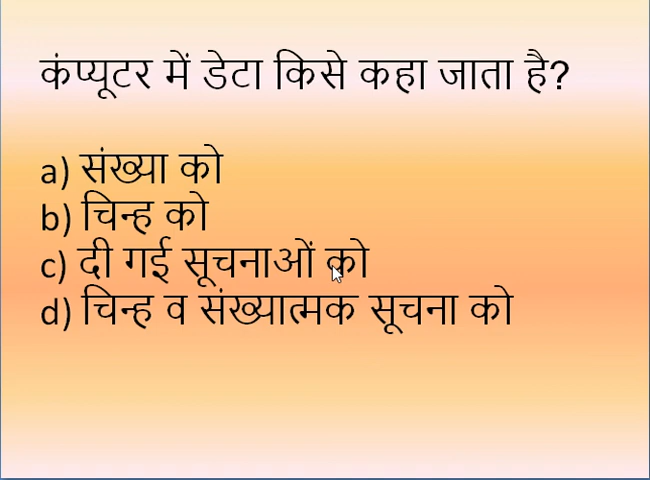 कंप्यूटर में डेटा किसे कहा जाता है?
a) संख्या को
b) चिन्ह को
c) दी गई सूचनाओं को
d) चिन्ह व संख्यात्मक सूचना को